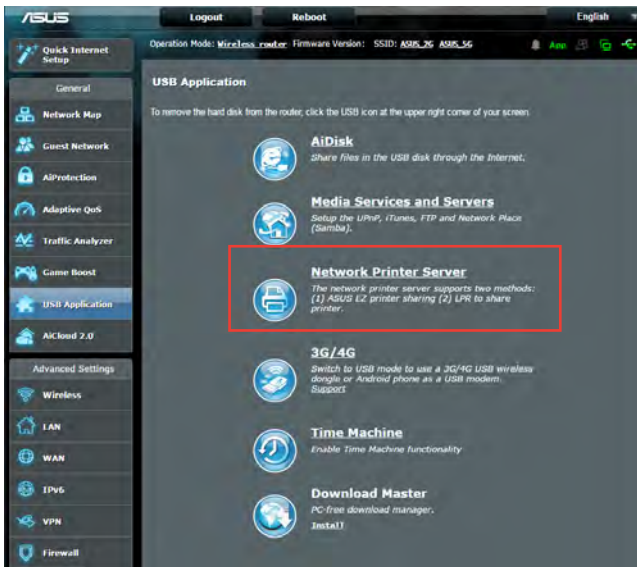 ASUS
Logout
Reboot
English
Quick Internet
Setup
Operation Mode: Wireless router Firmware Version: SSID: ASUS_2G ASUS_5G
App
General
Network Map
Guest Network
AiProtection
Adaptive QoS
Traffic Analyzer
Game Boost
USB Application
AiCloud 2.0
Advanced Settings
Wireless
LAN
WAN
IPv6
VPN
Firewall
USB Application
To remove the hard disk from the router, click the USB icon at the upper right corner of your screen.
AiDisk
Share files in the USB disk through the Internet.
Media Services and Servers
Setup the UPnP, iTunes, FTP and Network Place
(Samba).
Network Printer Server
The network printer server supports two methods:
(1) ASUS EZ printer sharing (2) LPR to share
printer.
3G/4G
Switch to USB mode to use a 3G/4G USB wireless
dongle or Android phone as a USB modem.
Support
Time Machine
Enable Time Machine functionality
Download Master
PC-free download manager.
Install